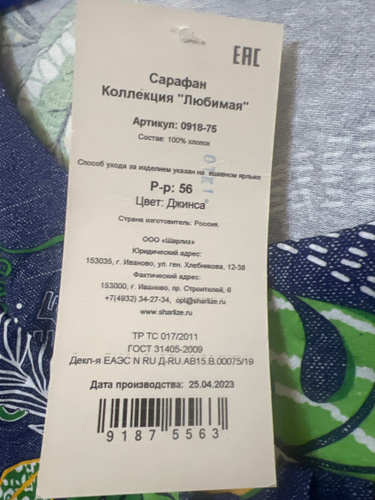 EAC
Сарафан
Коллекция "Любимая"
Артикул: 0918-75
Состав: 100% хлопок
Способ ухода за изделием указан на вшивном ярлыке
Р-р: 56
Цвет: Джинса
Страна изготовитель: Россия
ООО «Шарлиз»
Юридический адрес:
153035, г. Иваново, ул. ген. Хлебникова, 12-38
Фактический адрес:
153000, г. Иваново, пр. Строителей, 6
+7(4932) 34-27-34, opl@sharlize.ru
www.sharlize.ru
ТР ТС 017/2011
ГОСТ 31405-2009
Декл-я ЕАЭС N RU Д-RU.АВ15.В.00075/19
Дата производства: 25.04.2023
9187 5563